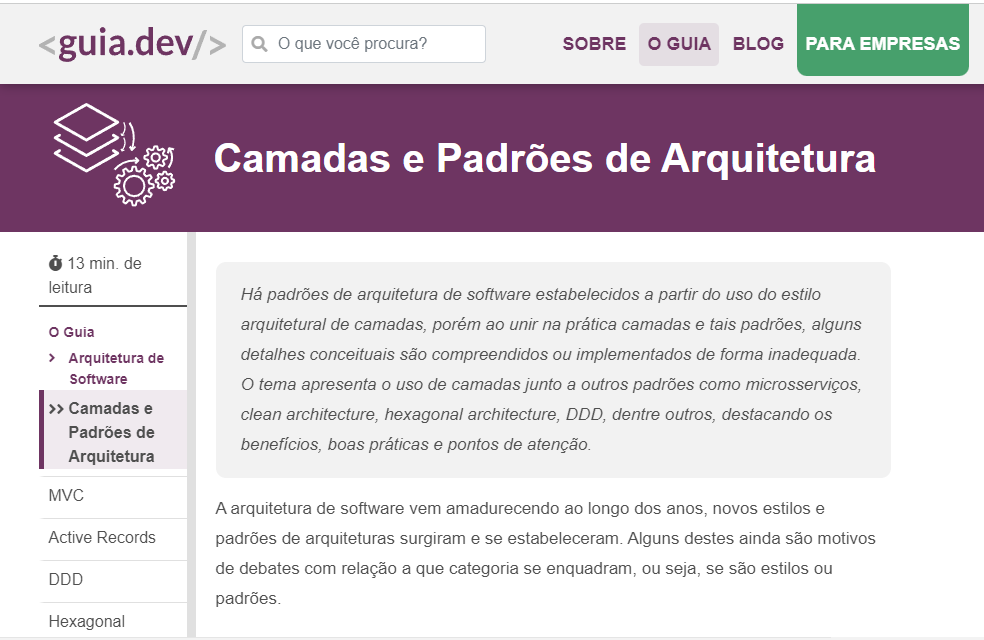 <guia.dev/>
O que você procura?
SOBRE
O GUIA
BLOG
PARA EMPRESAS
Camadas e Padrões de Arquitetura
13 min. de
leitura
O Guia
> Arquitetura de
Software
>> Camadas e
Padrões de
Arquitetura
MVC
Active Records
DDD
Hexagonal
Há padrões de arquitetura de software estabelecidos a partir do uso do estilo
arquitetural de camadas, porém ao unir na prática camadas e tais padrões, alguns
detalhes conceituais são compreendidos ou implementados de forma inadequada.
O tema apresenta o uso de camadas junto a outros padrões como microsserviços,
clean architecture, hexagonal architecture, DDD, dentre outros, destacando os
benefícios, boas práticas e pontos de atenção.
A arquitetura de software vem amadurecendo ao longo dos anos, novos estilos e
padrões de arquiteturas surgiram e se estabeleceram. Alguns destes ainda são motivos
de debates com relação a que categoria se enquadram, ou seja, se são estilos ou
padrões.